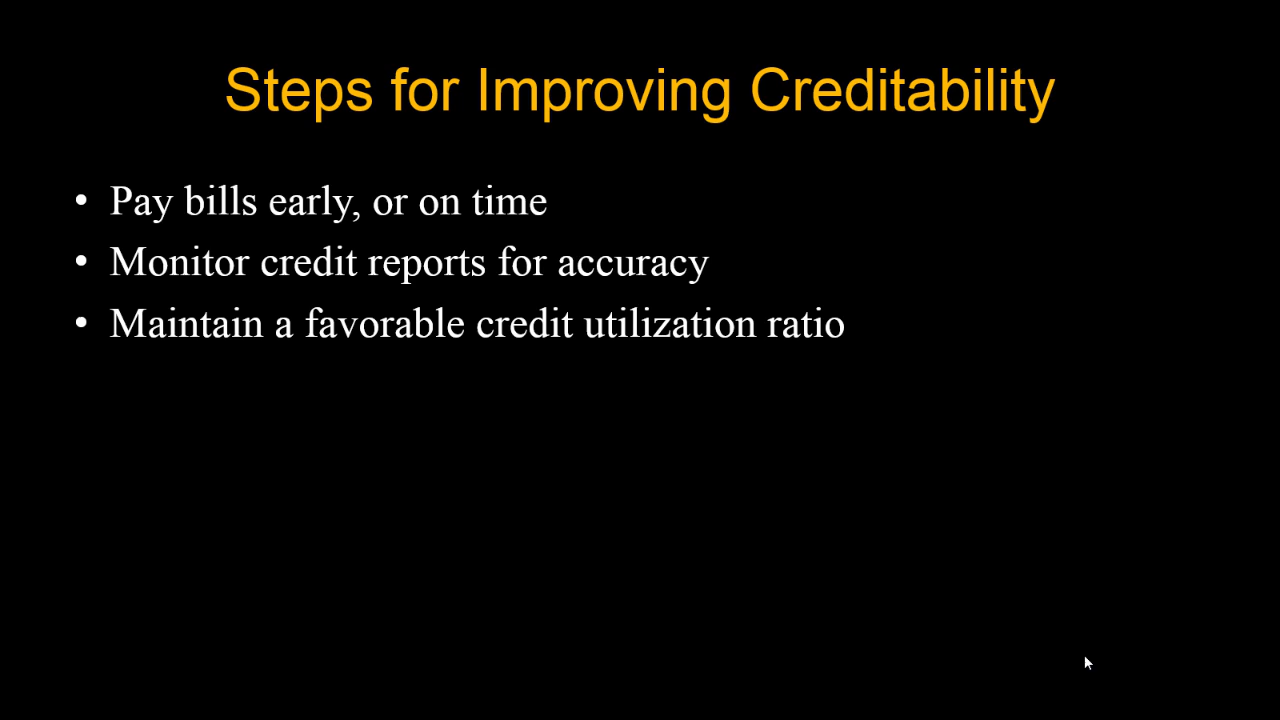 Steps for Improving Creditability
• Pay bills early, or on time
• Monitor credit reports for accuracy
• Maintain a favorable credit utilization ratio